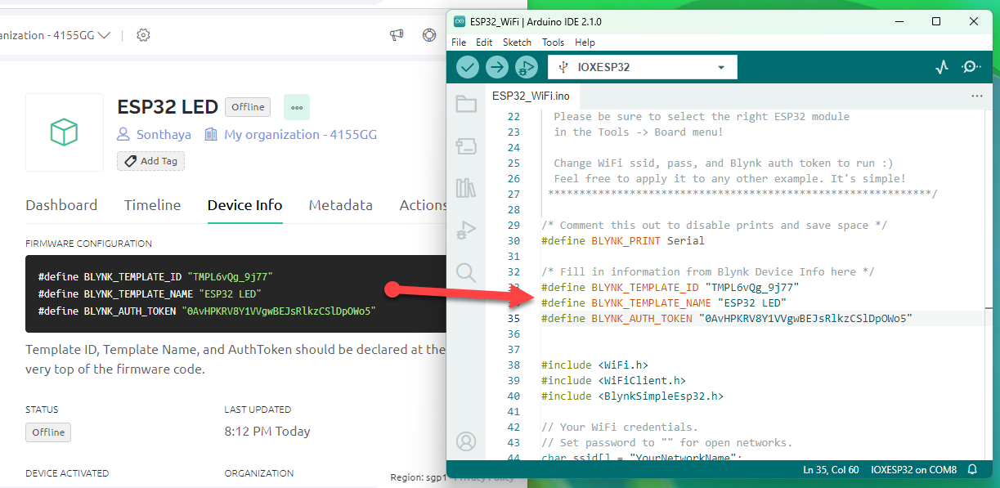 anization - 4155GG
ESP32 LED Offline
Sonthaya My organization - 4155GG
Add Tag
Dashboard Timeline Device Info Metadata Actions
FIRMWARE CONFIGURATION
#define BLYNK_TEMPLATE_ID "TMPL6vQg_9j77"
#define BLYNK_TEMPLATE_NAME "ESP32 LED"
#define BLYNK_AUTH_TOKEN "0AvHPKRV8Y1VVgwBEJsRlkzCSlDpOWo5"
Template ID, Template Name, and AuthToken should be declared at the
very top of the firmware code.
STATUS LAST UPDATED
Offline 8:12 PM Today
DEVICE ACTIVATED ORGANIZATION
Region: sgp1 Privacy Policy
ESP32_WiFi | Arduino IDE 2.1.0
File Edit Sketch Tools Help
IOXESP32
ESP32_WiFi.ino
22 Please be sure to select the right ESP32 module
23 in the Tools -> Board menu!
24
25 Change WiFi ssid, pass, and Blynk auth token to run :)
26 Feel free to apply it to any other example. It's simple!
27 *************************************************************/
28
29 /* Comment this out to disable prints and save space */
30 #define BLYNK_PRINT Serial
31
32 /* Fill in information from Blynk Device Info here */
33 #define BLYNK_TEMPLATE_ID "TMPL6vQg_9j77"
34 #define BLYNK_TEMPLATE_NAME "ESP32 LED"
35 #define BLYNK_AUTH_TOKEN "0AvHPKRV8Y1VVgwBEJsRlkzCSlDpOWo5"
36
37
38 #include <WiFi.h>
39 #include <WiFiClient.h>
40 #include <BlynkSimpleEsp32.h>
41
42 // Your WiFi credentials.
43 // Set password to "" for open networks.
44 char ssid[] = "YourNetworkName";
Ln 35, Col 60 IOXESP32 on COM8